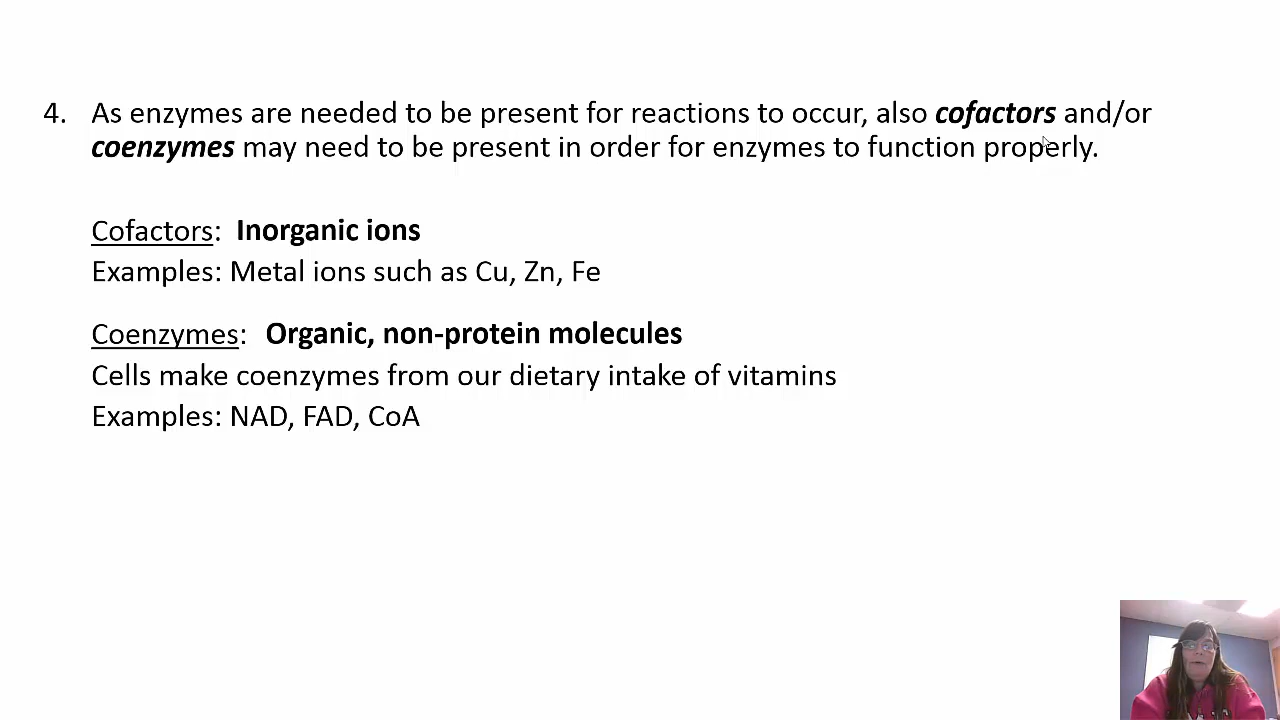 4. As enzymes are needed to be present for reactions to occur, also cofactors and/or
coenzymes may need to be present in order for enzymes to function properly.
Cofactors: Inorganic ions
Examples: Metal ions such as Cu, Zn, Fe
Coenzymes: Organic, non-protein molecules
Cells make coenzymes from our dietary intake of vitamins
Examples: NAD, FAD, CoA